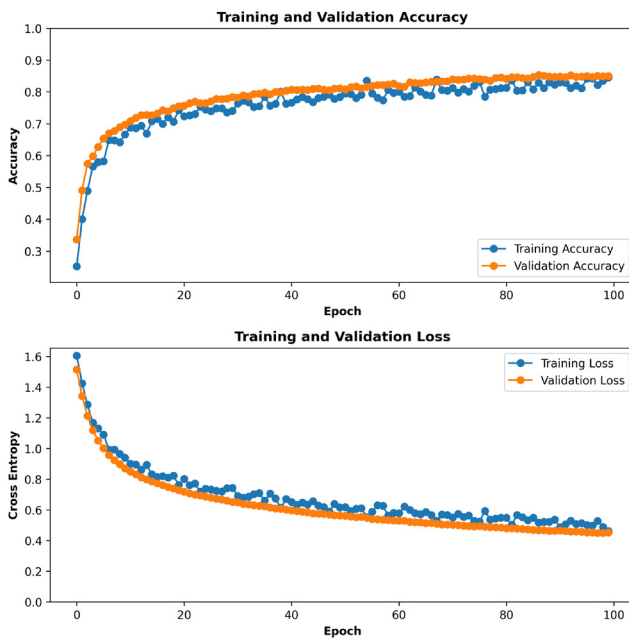 Training and Validation Accuracy
1.0
0.9
0.8
0.7
0.6
0.5
0.4
0.3
Accuracy
Training Accuracy
Validation Accuracy
0 20 40 60 80 100
Epoch
Training and Validation Loss
1.6
1.4
1.2
1.0
0.8
0.6
0.4
0.2
0.0
Cross Entropy
Training Loss
Validation Loss
0 20 40 60 80 100
Epoch